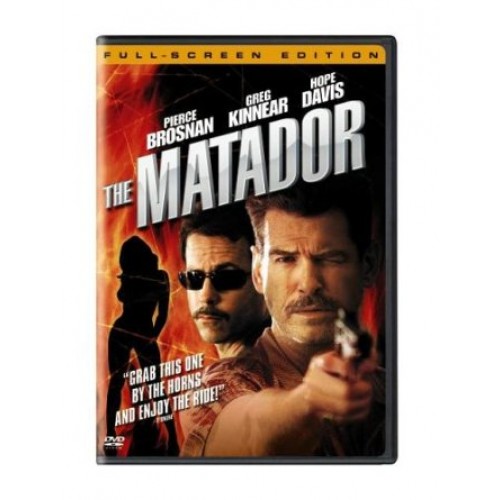 FULL-SCREEN EDITION
PIERCE BROSNAN
GREG KINNEAR
HOPE DAVIS
THE MATADOR
"GRAB THIS ONE
BY THE HORNS
AND ENJOY THE RIDE!"
DVD